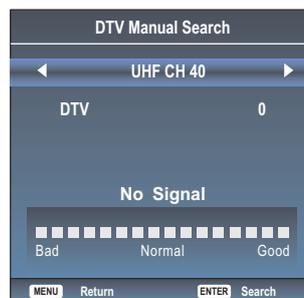 DTV Manual Search
UHF CH 40
DTV 0
No Signal
Bad Normal Good
MENU Return ENTER Search